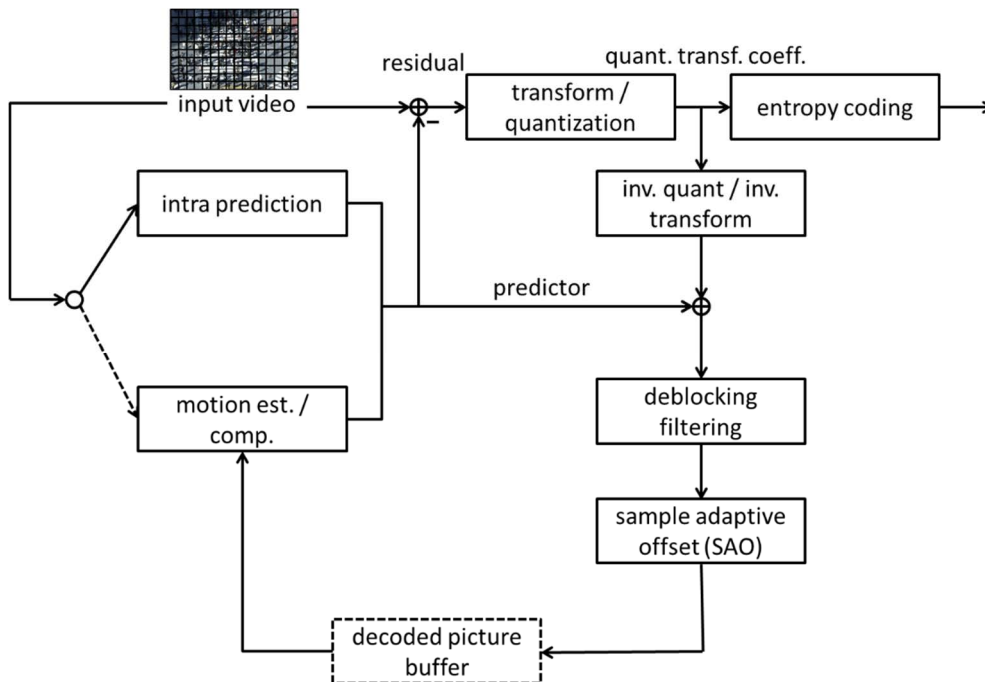 residual
quant. transf. coeff.
input video
transform /
quantization
entropy coding
-
intra prediction
inv. quant / inv.
transform
predictor
motion est. /
comp.
deblocking
filtering
sample adaptive
offset (SAO)
decoded picture
buffer